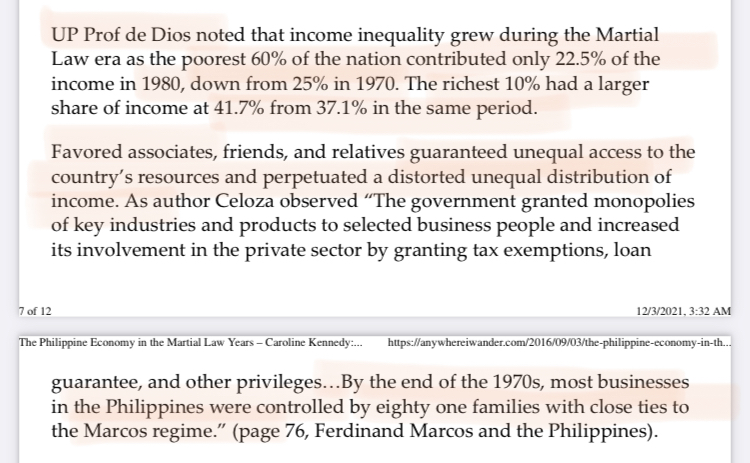 UP Prof de Dios noted that income inequality grew during the Martial
Law era as the poorest 60% of the nation contributed only 22.5% of the
income in 1980, down from 25% in 1970. The richest 10% had a larger
share of income at 41.7% from 37.1% in the same period.
Favored associates, friends, and relatives guaranteed unequal access to the
country’s resources and perpetuated a distorted unequal distribution of
income. As author Celoza observed “The government granted monopolies
of key industries and products to selected business people and increased
its involvement in the private sector by granting tax exemptions, loan
7 of 12 12/3/2021, 3:32 AM
The Philippine Economy in the Martial Law Years – Caroline Kennedy:... https://anywhereiwander.com/2016/09/03/the-philippine-economy-in-th...
guarantee, and other privileges…By the end of the 1970s, most businesses
in the Philippines were controlled by eighty one families with close ties to
the Marcos regime.” (page 76, Ferdinand Marcos and the Philippines).